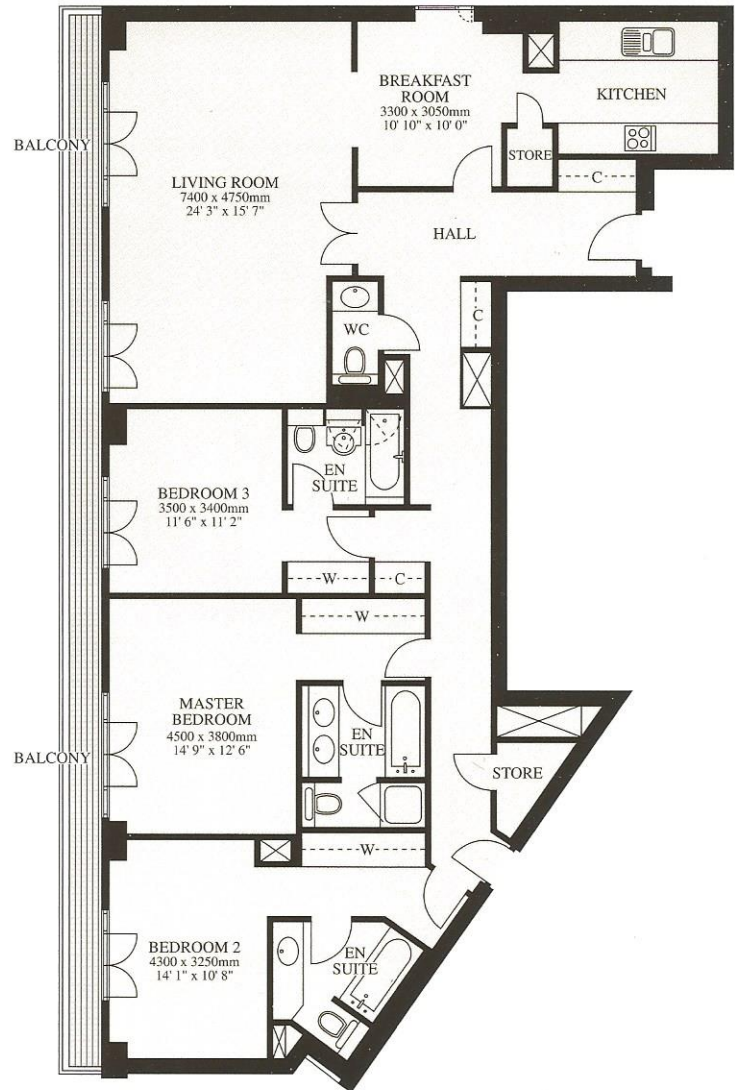 BREAKFAST
ROOM
3300 x 3050mm
10' 10" x 10' 0"
KITCHEN
BALCONY
STORE
LIVING ROOM
7400 x 4750mm
24' 3" x 15' 7"
C
HALL
C
WC
EN
SUITE
BEDROOM 3
3500 x 3400mm
11' 6" x 11' 2"
W
C
W
MASTER
BEDROOM
4500 x 3800mm
14' 9" x 12' 6"
EN
SUITE
BALCONY
STORE
W
BEDROOM 2
4300 x 3250mm
14' 1" x 10' 8"
EN
SUITE